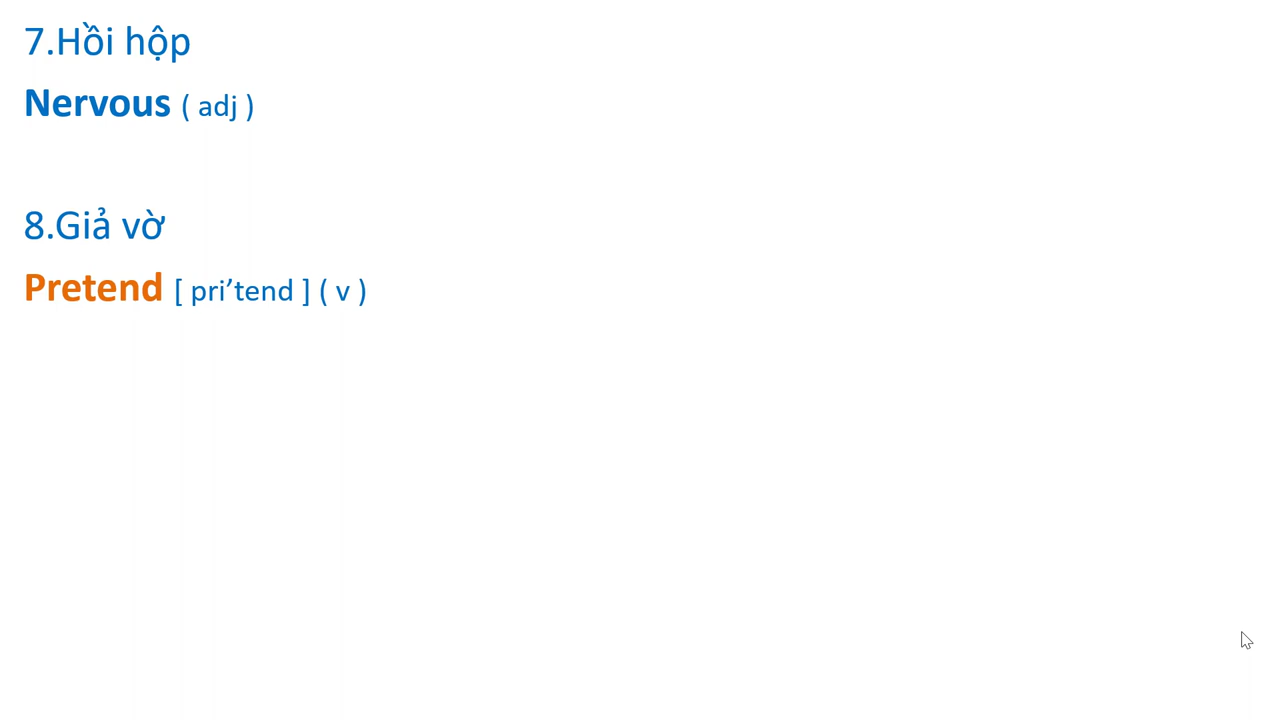 7.Hồi hộp
Nervous ( adj )
8.Giả vờ
Pretend [ pri’tend ] ( v )